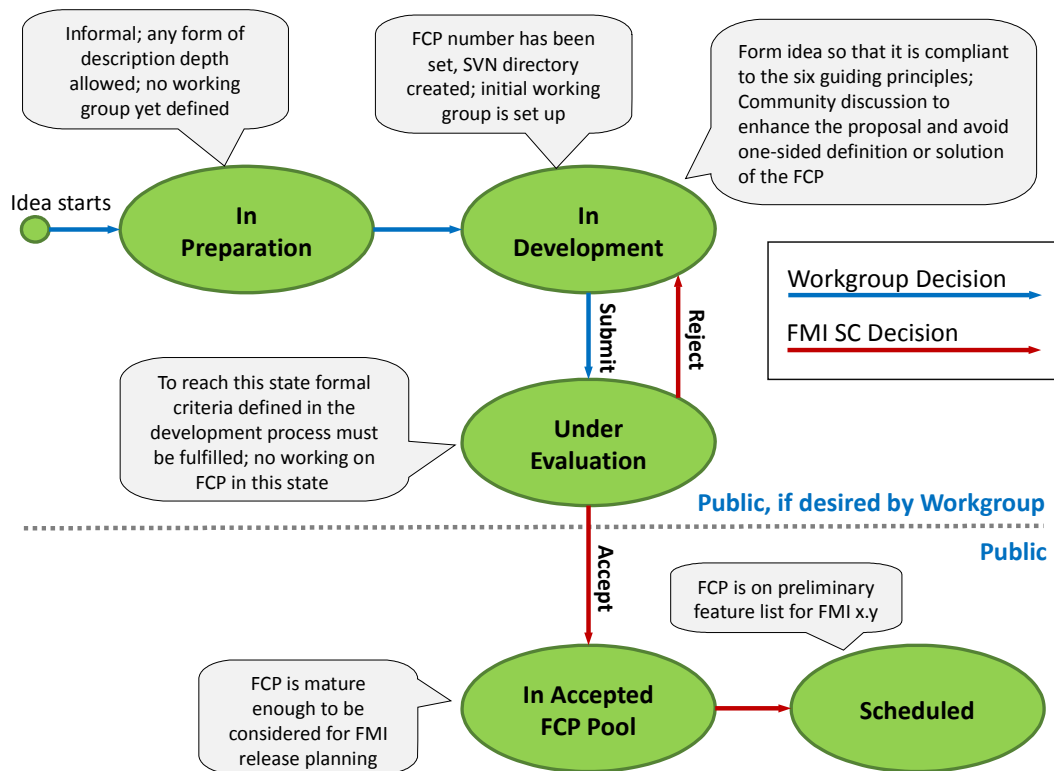 Informal; any form of
description depth
allowed; no working
group yet defined
FCP number has been
set, SVN directory
created; initial working
group is set up
Form idea so that it is compliant
to the six guiding principles;
Community discussion to
enhance the proposal and avoid
one-sided definition or solution
of the FCP
Idea starts
In
Preparation
In
Development
Workgroup Decision
FMI SC Decision
Submit
Reject
To reach this state formal
criteria defined in the
development process must
be fulfilled; no working on
FCP in this state
Under
Evaluation
Public, if desired by Workgroup
Public
Accept
FCP is on preliminary
feature list for FMI x.y
FCP is mature
enough to be
considered for FMI
release planning
In Accepted
FCP Pool
Scheduled